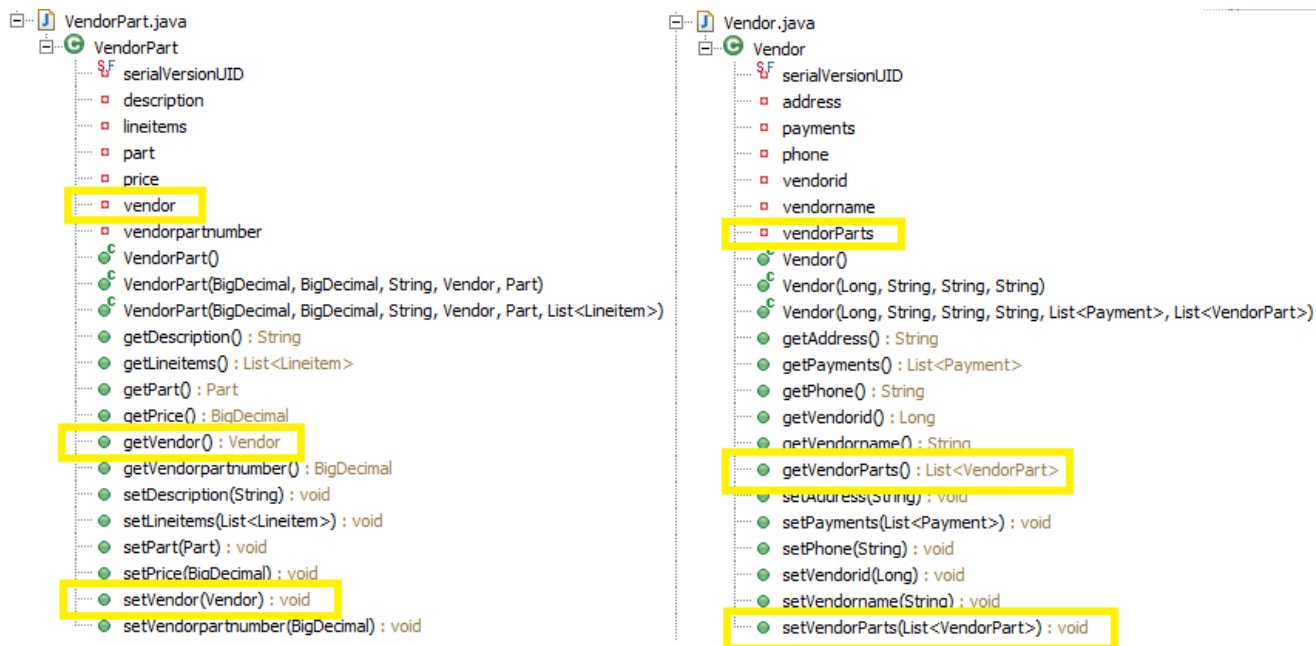 VendorPart.java
VendorPart
serialVersionUID
description
lineitems
part
price
vendor
vendorpartnumber
VendorPart()
VendorPart(BigDecimal, BigDecimal, String, Vendor, Part)
VendorPart(BigDecimal, BigDecimal, String, Vendor, Part, List<Lineitem>)
getDescription() : String
getLineitems() : List<Lineitem>
getPart() : Part
getPrice() : BigDecimal
getVendor() : Vendor
getVendorpartnumber() : BigDecimal
setDescription(String) : void
setLineitems(List<Lineitem>) : void
setPart(Part) : void
setPrice(BigDecimal) : void
setVendor(Vendor) : void
setVendorpartnumber(BigDecimal) : void
Vendor.java
Vendor
serialVersionUID
address
payments
phone
vendorid
vendorname
vendorParts
Vendor()
Vendor(Long, String, String, String)
Vendor(Long, String, String, String, List<Payment>, List<VendorPart>)
getAddress() : String
getPayments() : List<Payment>
getPhone() : String
getVendorid() : Long
getVendorname() : String
getVendorParts() : List<VendorPart>
setAddress(String) : void
setPayments(List<Payment>) : void
setPhone(String) : void
setVendorid(Long) : void
setVendorname(String) : void
setVendorParts(List<VendorPart>) : void